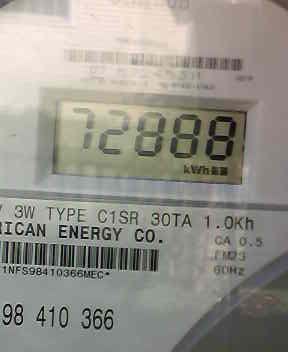 72888
kWh
V 3W TYPE C1SR 30TA 1.0Kh
RICAN ENERGY CO.
CA 0.5
FM23
60Hz
1NFS98410366MEC*
98 410 366